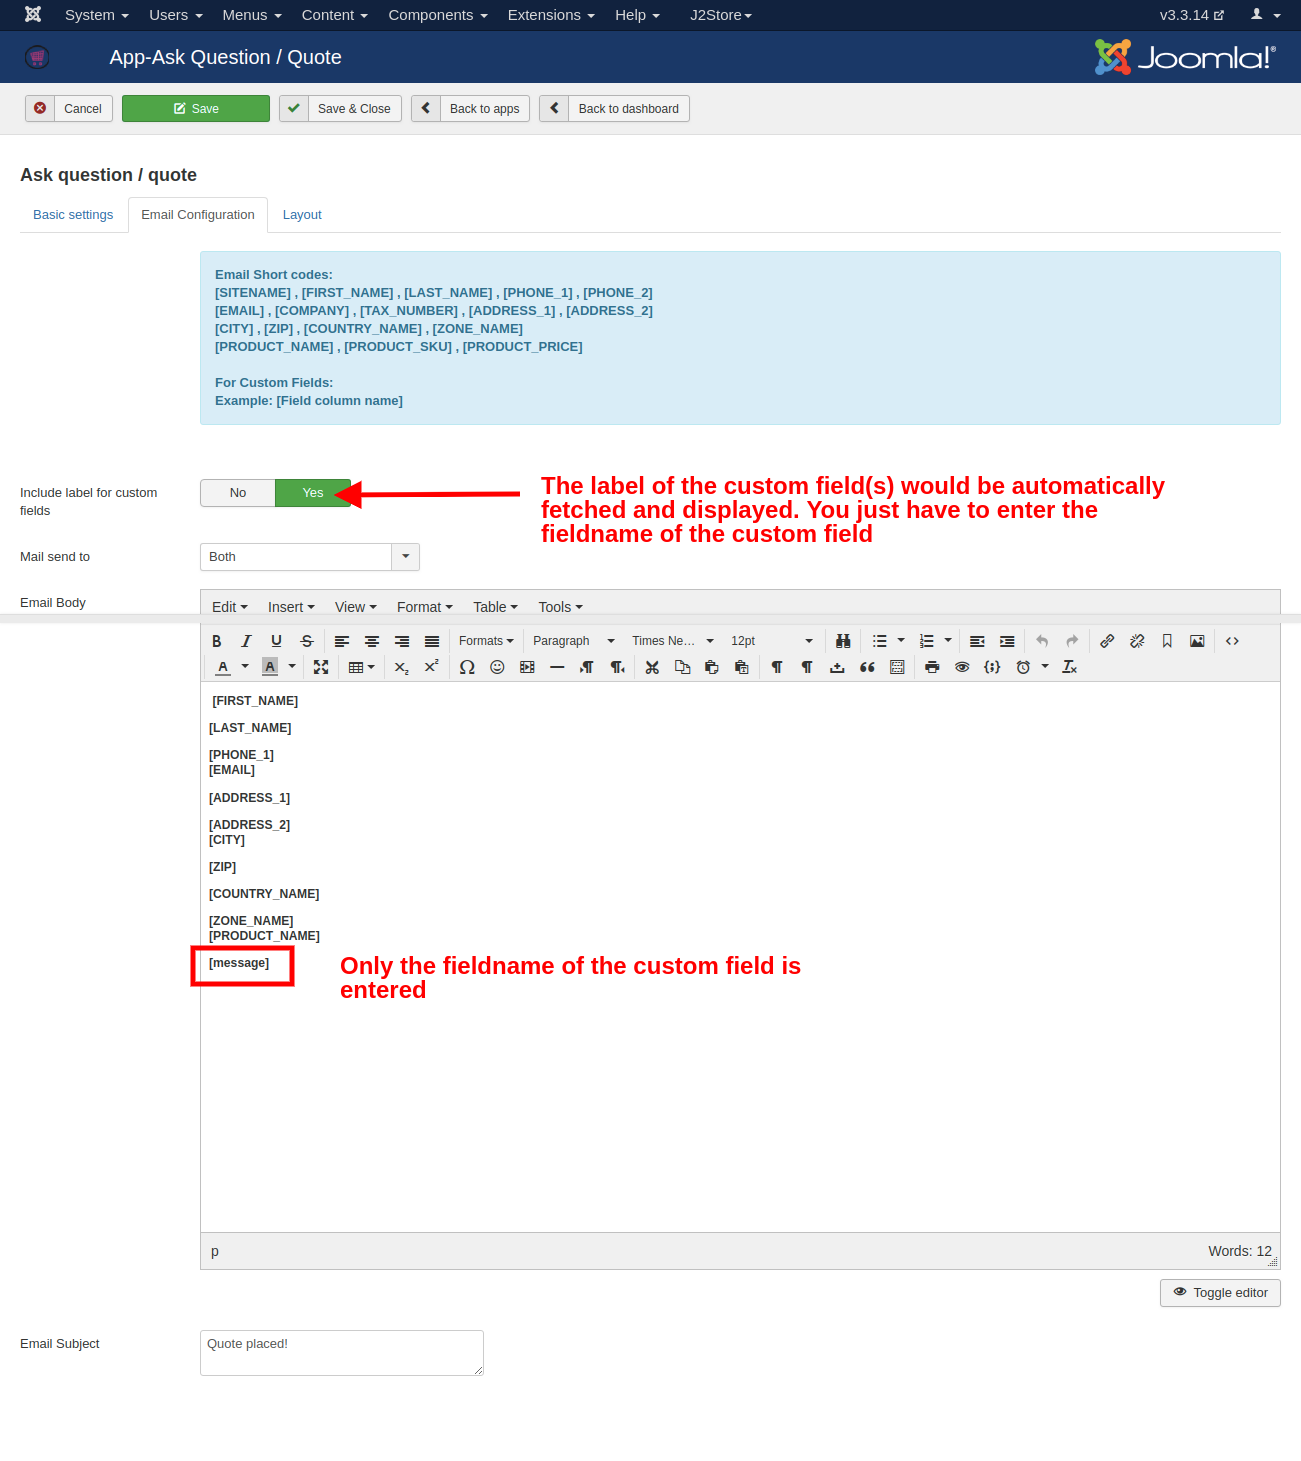 System Users Menus Content Components Extensions Help J2Store v3.3.14
App-Ask Question / Quote Joomla!®
Cancel Save Save & Close Back to apps Back to dashboard
Ask question / quote
Basic settings Email Configuration Layout
Email Short codes:
[SITENAME] , [FIRST_NAME] , [LAST_NAME] , [PHONE_1] , [PHONE_2]
[EMAIL] , [COMPANY] , [TAX_NUMBER] , [ADDRESS_1] , [ADDRESS_2]
[CITY] , [ZIP] , [COUNTRY_NAME] , [ZONE_NAME]
[PRODUCT_NAME] , [PRODUCT_SKU] , [PRODUCT_PRICE]
For Custom Fields:
Example: [Field column name]
Include label for custom
fields
No Yes
The label of the custom field(s) would be automatically
fetched and displayed. You just have to enter the
fieldname of the custom field
Mail send to Both
Email Body
Edit Insert View Format Table Tools
Formats Paragraph Times Ne... 12pt
[FIRST_NAME]
[LAST_NAME]
[PHONE_1]
[EMAIL]
[ADDRESS_1]
[ADDRESS_2]
[CITY]
[ZIP]
[COUNTRY_NAME]
[ZONE_NAME]
[PRODUCT_NAME]
[message]
Only the fieldname of the custom field is
entered
p Words: 12
Toggle editor
Email Subject Quote placed!